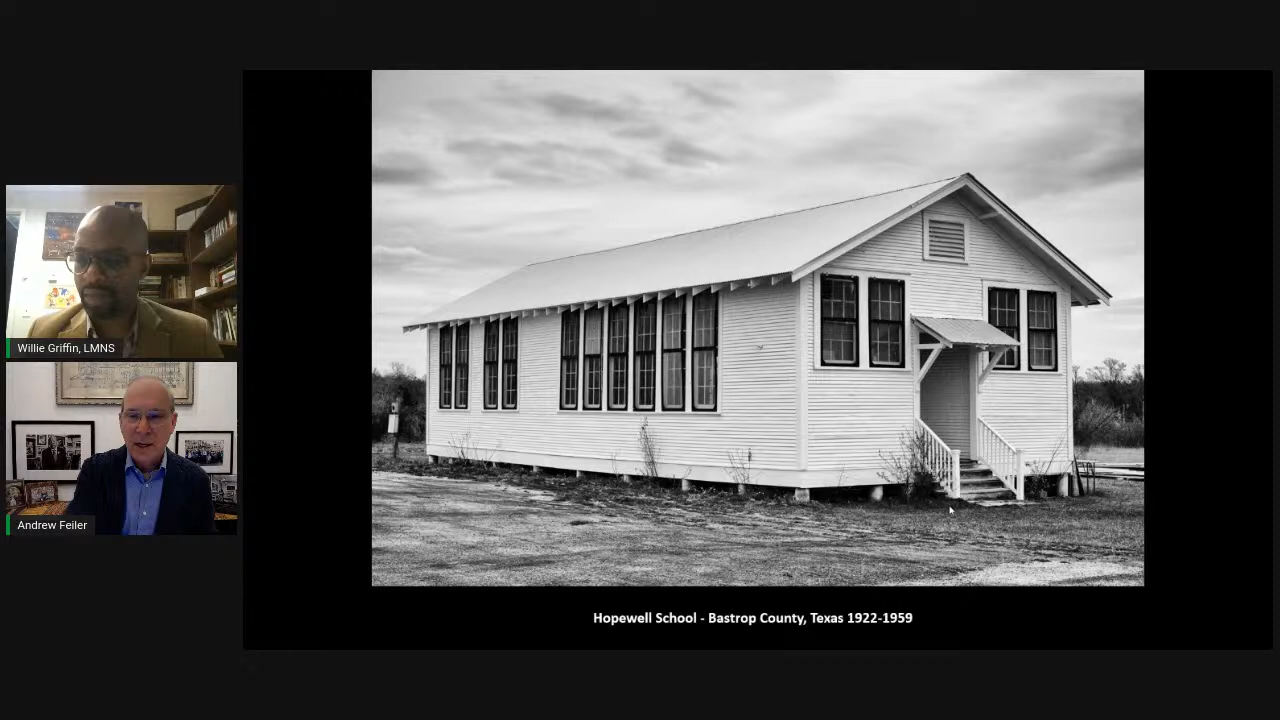 Willie Griffin, LMNS
Andrew Feiler
Hopewell School - Bastrop County, Texas 1922-1959